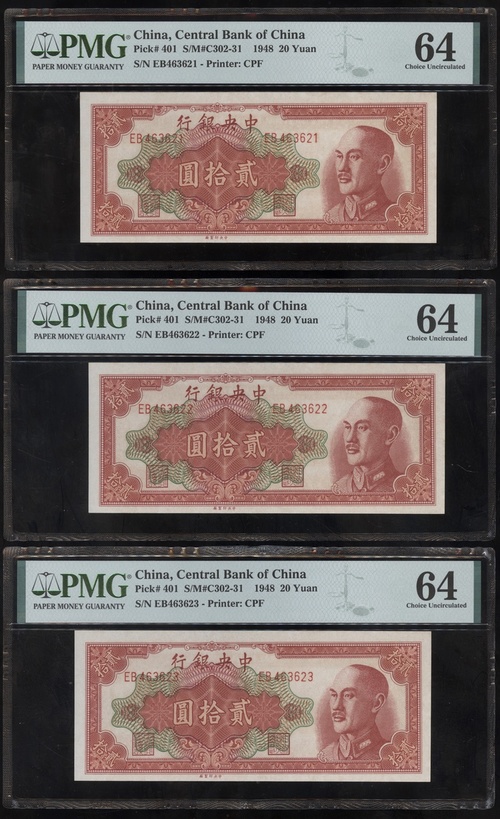 PMG®
PAPER MONEY GUARANTY
China, Central Bank of China
Pick# 401 S/M#C302-31 1948 20 Yuan
S/N EB463621 - Printer: CPF
64
Choice Uncirculated
行銀央中
EB463621 EB463621
圓拾貳
拾
PMG®
PAPER MONEY GUARANTY
China, Central Bank of China
Pick# 401 S/M#C302-31 1948 20 Yuan
S/N EB463622 - Printer: CPF
64
Choice Uncirculated
行銀央中
EB463622 EB463622
圓拾貳
PMG®
PAPER MONEY GUARANTY
China, Central Bank of China
Pick# 401 S/M#C302-31 1948 20 Yuan
S/N EB463623 - Printer: CPF
64
Choice Uncirculated
行銀央中
EB463623 EB463623
圓拾貳